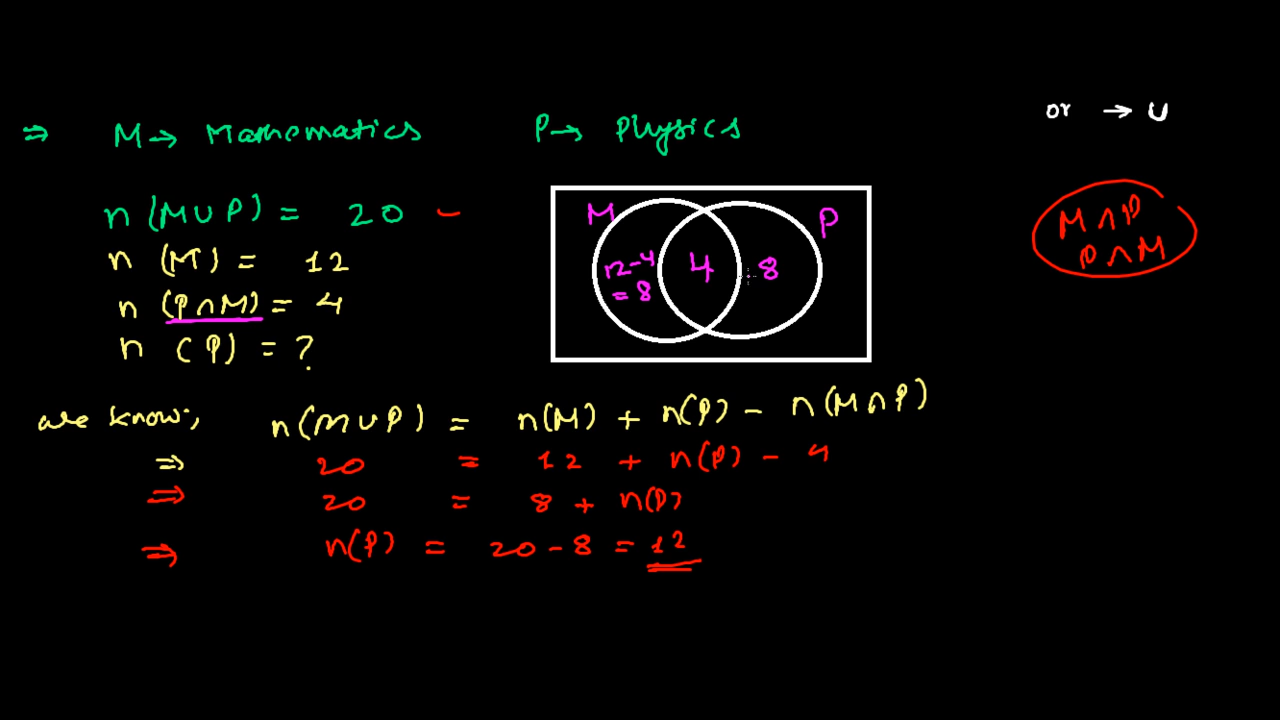 or → ∪
⇒ M → Mathematics P → Physics
n (M ∪ P) = 20 -
n (M) = 12
n (P ∩ M) = 4
n (P) = ?
M P
12-4
= 8
4
8
M ∩ P
P ∩ M
we know; n(M ∪ P) = n(M) + n(P) - n(M ∩ P)
⇒ 20 = 12 + n(P) - 4
⇒ 20 = 8 + n(P)
⇒ n(P) = 20 - 8 = 12